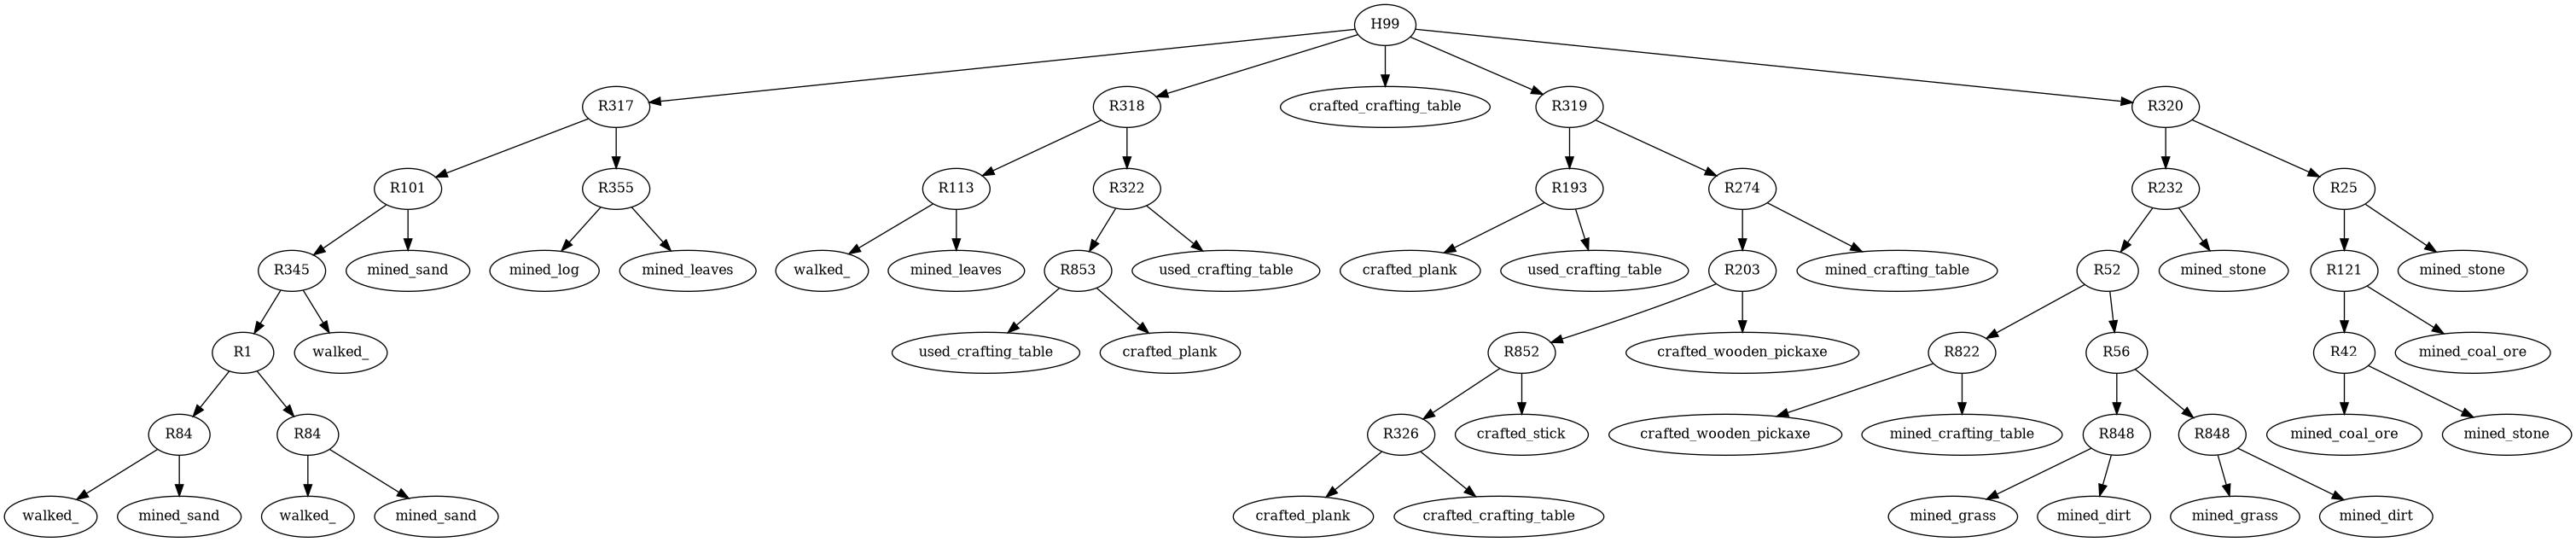 H99
R317
R318
crafted_crafting_table
R319
R320
R101
R355
R113
R322
R193
R274
R232
R25
R345
mined_sand
mined_log
mined_leaves
walked_
mined_leaves
R853
used_crafting_table
crafted_plank
used_crafting_table
R203
mined_crafting_table
R52
mined_stone
R121
mined_stone
R1
walked_
used_crafting_table
crafted_plank
R852
crafted_wooden_pickaxe
R822
R56
R42
mined_coal_ore
R84
R84
R326
crafted_stick
crafted_wooden_pickaxe
mined_crafting_table
R848
R848
mined_coal_ore
mined_stone
walked_
mined_sand
walked_
mined_sand
crafted_plank
crafted_crafting_table
mined_grass
mined_dirt
mined_grass
mined_dirt